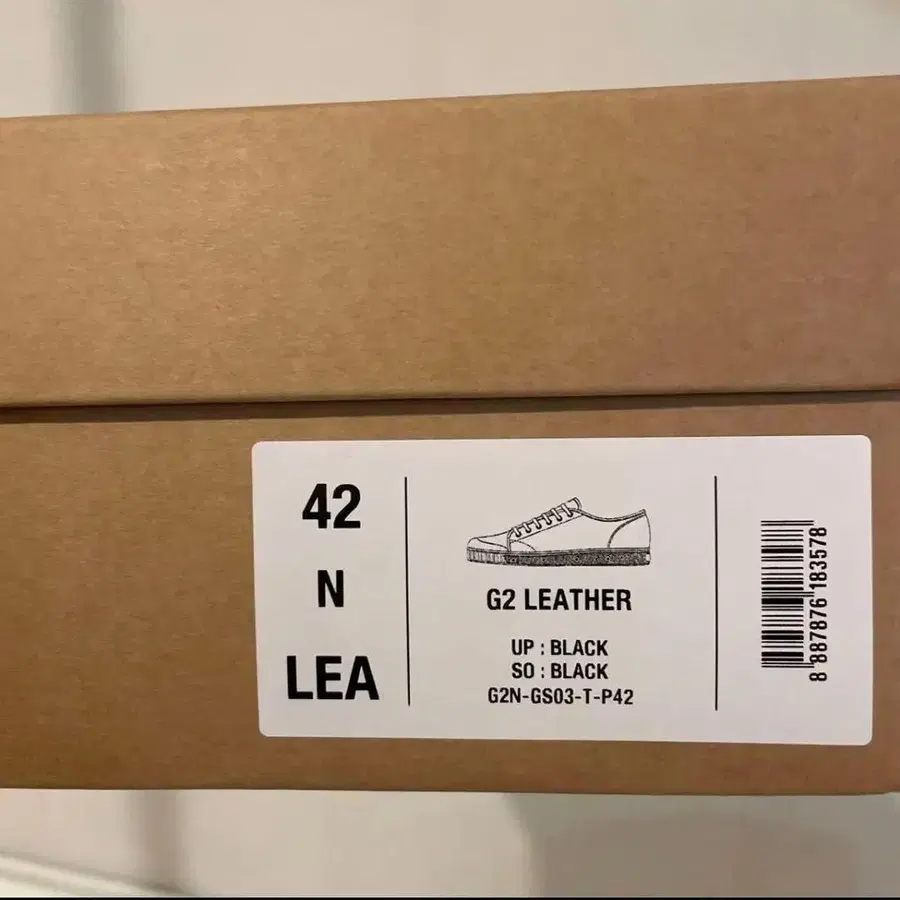 42
N
LEA
G2 LEATHER
UP : BLACK
SO : BLACK
G2N-GS03-T-P42
8 887876 183578